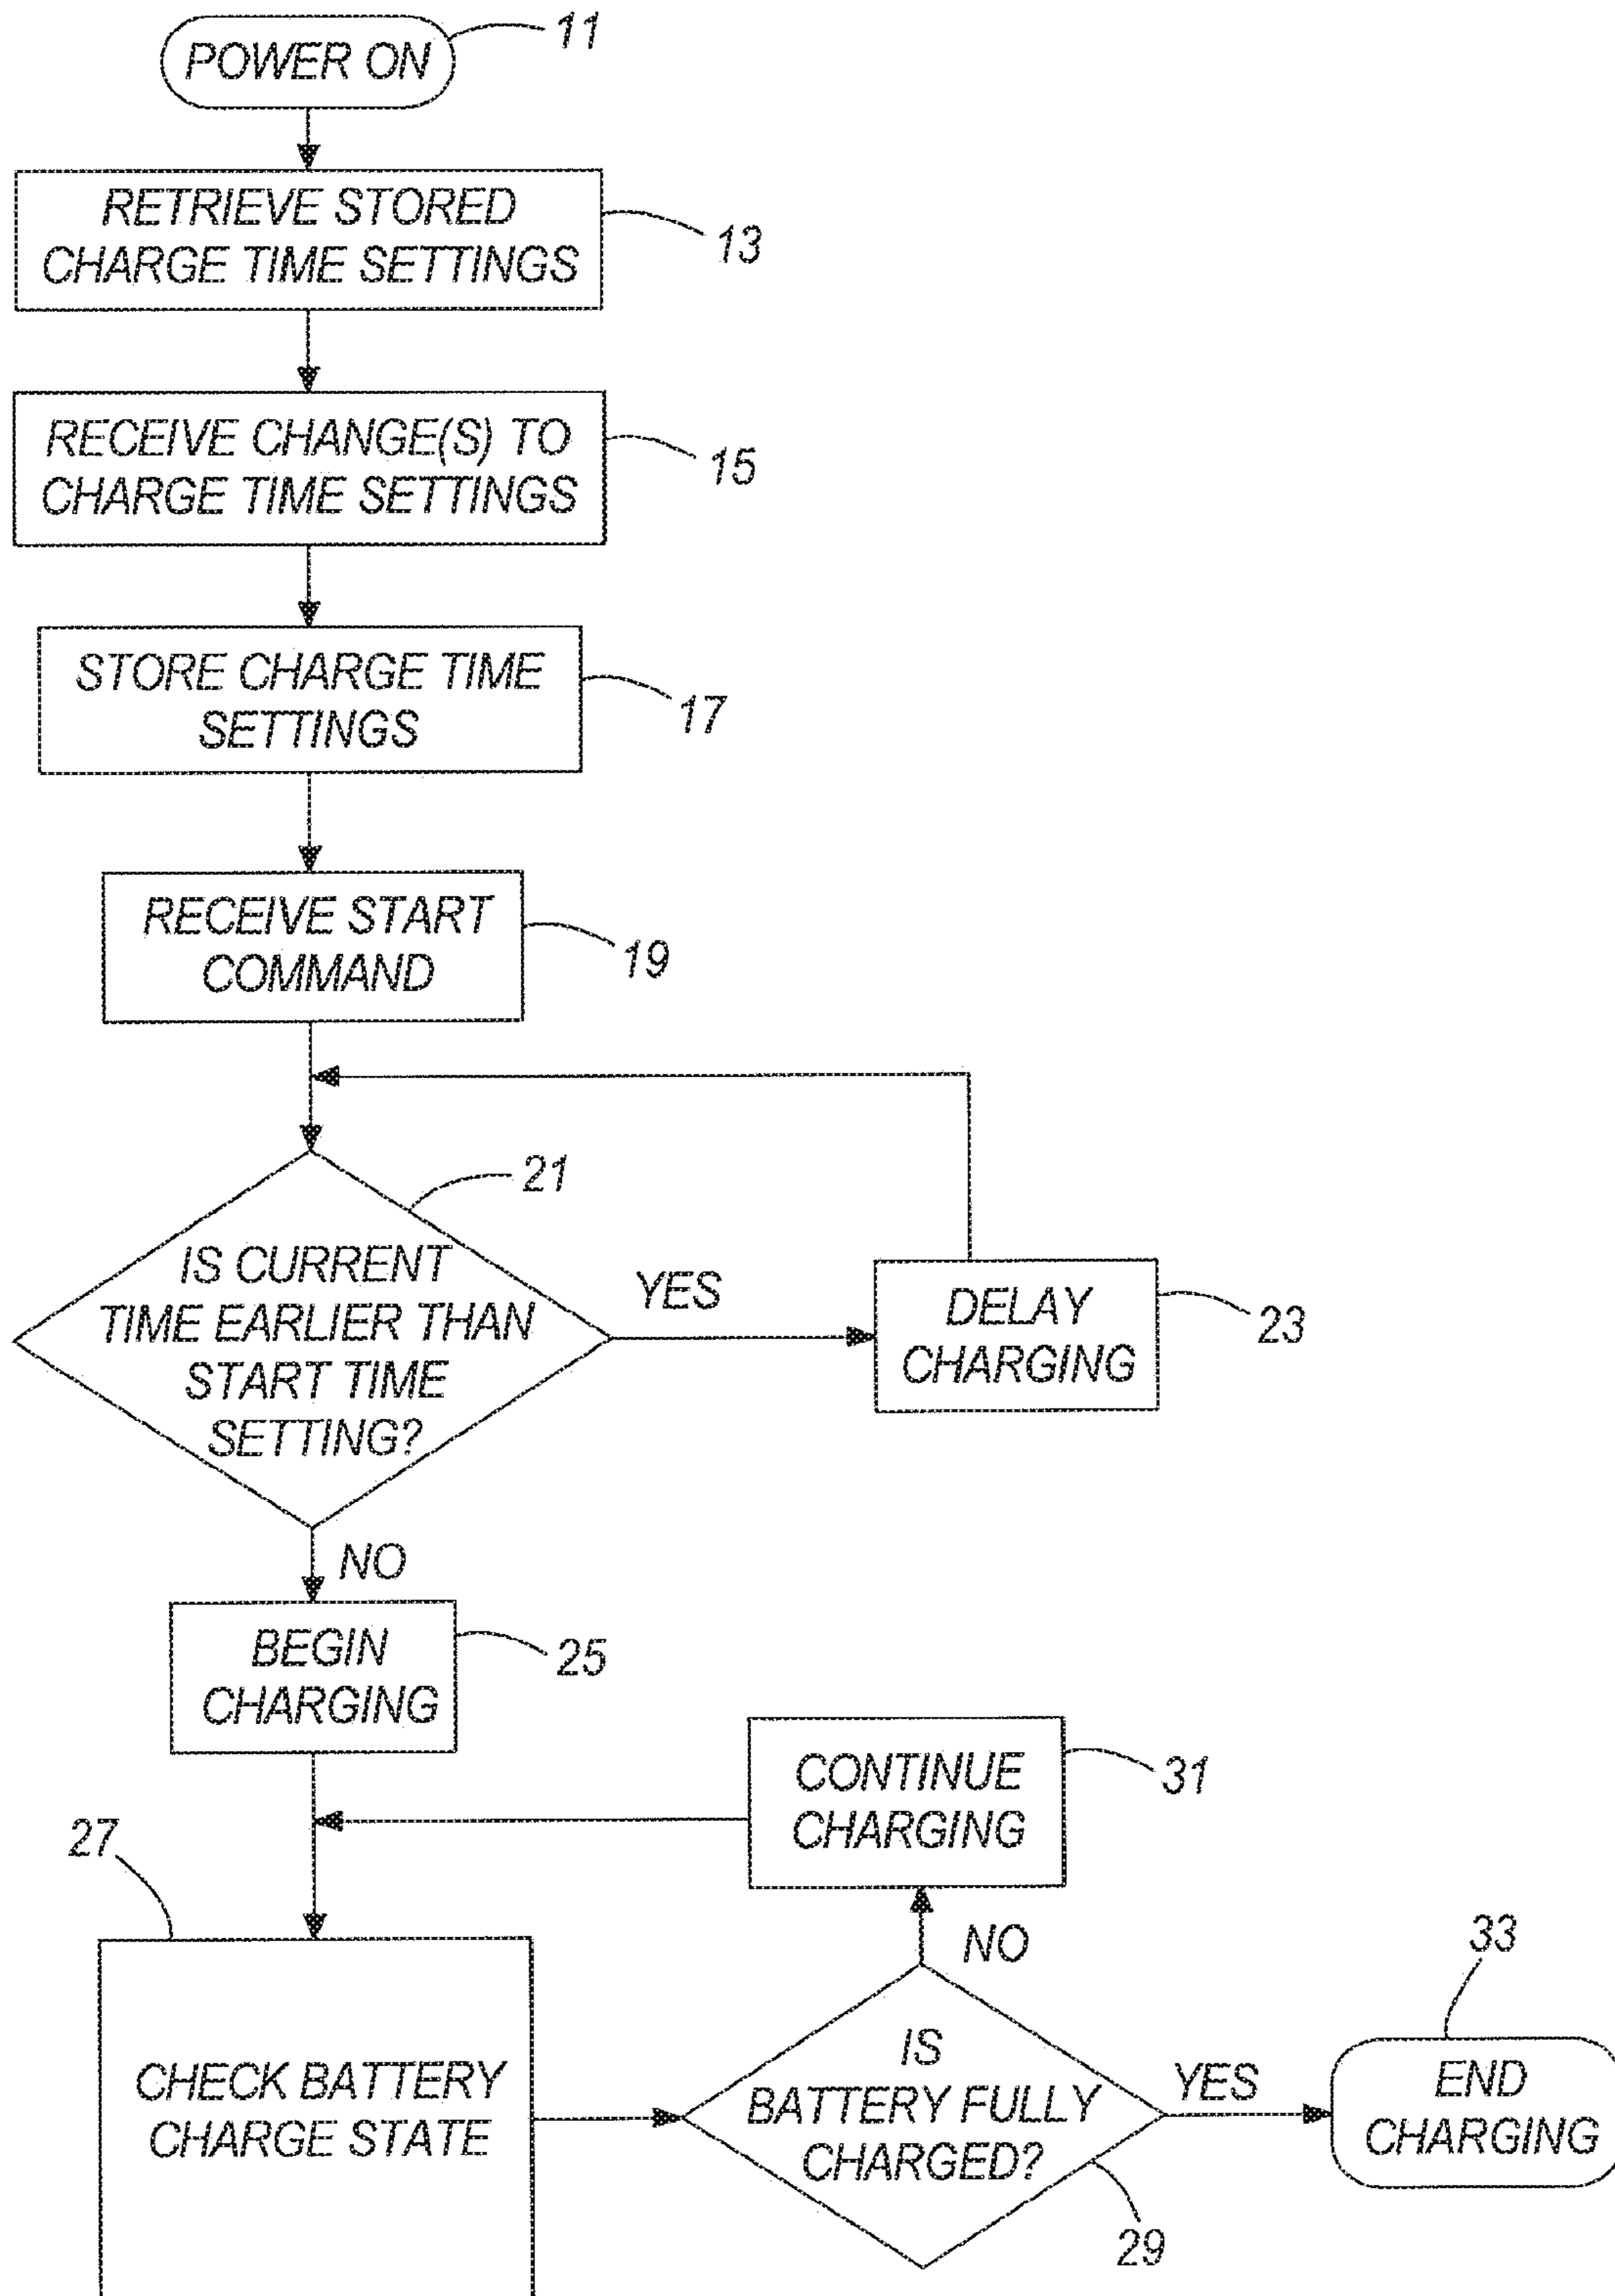 POWER ON
11
RETRIEVE STORED
CHARGE TIME SETTINGS
13
RECEIVE CHANGE(S) TO
CHARGE TIME SETTINGS
15
STORE CHARGE TIME
SETTINGS
17
RECEIVE START
COMMAND
19
21
IS CURRENT
TIME EARLIER THAN
START TIME
SETTING?
YES
DELAY
CHARGING
23
NO
BEGIN
CHARGING
25
CONTINUE
CHARGING
31
27
CHECK BATTERY
CHARGE STATE
NO
IS
BATTERY FULLY
CHARGED?
29
YES
33
END
CHARGING